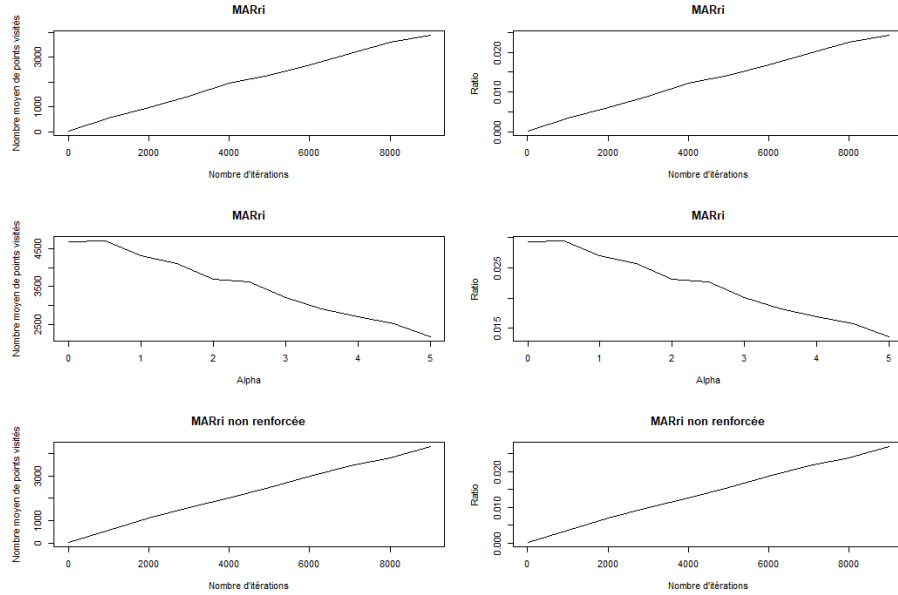 MARri
Nombre moyen de points visités
0
1000
3000
0
2000
4000
6000
8000
Nombre d'itérations
MARri
Ratio
0.000
0.010
0.020
0
2000
4000
6000
8000
Nombre d'itérations
MARri
Nombre moyen de points visités
2500
3500
4500
0
1
2
3
4
5
Alpha
MARri
Ratio
0.015
0.025
0
1
2
3
4
5
Alpha
MARri non renforcée
Nombre moyen de points visités
0
1000
3000
0
2000
4000
6000
8000
Nombre d'itérations
MARri non renforcée
Ratio
0.000
0.010
0.020
0
2000
4000
6000
8000
Nombre d'itérations